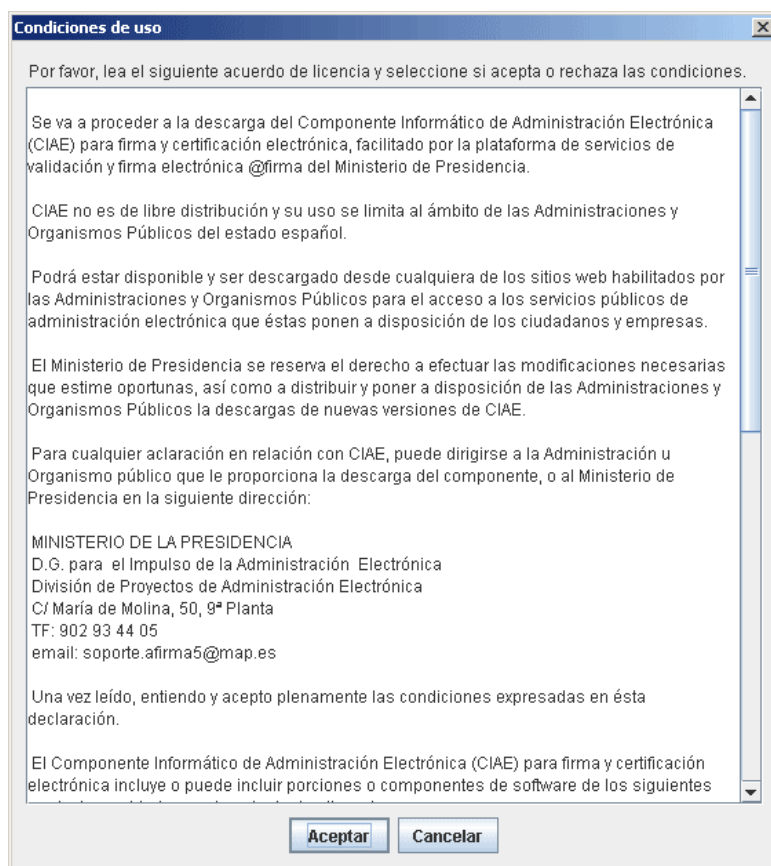 Condiciones de uso
Por favor, lea el siguiente acuerdo de licencia y seleccione si acepta o rechaza las condiciones.
Se va a proceder a la descarga del Componente Informático de Administración Electrónica
(CIAE) para firma y certificación electrónica, facilitado por la plataforma de servicios de
validación y firma electrónica @firma del Ministerio de Presidencia.
CIAE no es de libre distribución y su uso se limita al ámbito de las Administraciones y
Organismos Públicos del estado español.
Podrá estar disponible y ser descargado desde cualquiera de los sitios web habilitados por
las Administraciones y Organismos Públicos para el acceso a los servicios públicos de
administración electrónica que éstas ponen a disposición de los ciudadanos y empresas.
El Ministerio de Presidencia se reserva el derecho a efectuar las modificaciones necesarias
que estime oportunas, así como a distribuir y poner a disposición de las Administraciones y
Organismos Públicos la descargas de nuevas versiones de CIAE.
Para cualquier aclaración en relación con CIAE, puede dirigirse a la Administración u
Organismo público que le proporciona la descarga del componente, o al Ministerio de
Presidencia en la siguiente dirección:
MINISTERIO DE LA PRESIDENCIA
D.G. para el Impulso de la Administración Electrónica
División de Proyectos de Administración Electrónica
C/ María de Molina, 50, 9ª Planta
TF: 902 93 44 05
email: soporte.afirma5@map.es
Una vez leído, entiendo y acepto plenamente las condiciones expresadas en ésta
declaración.
El Componente Informático de Administración Electrónica (CIAE) para firma y certificación
electrónica incluye o puede incluir porciones o componentes de software de los siguientes
Aceptar Cancelar